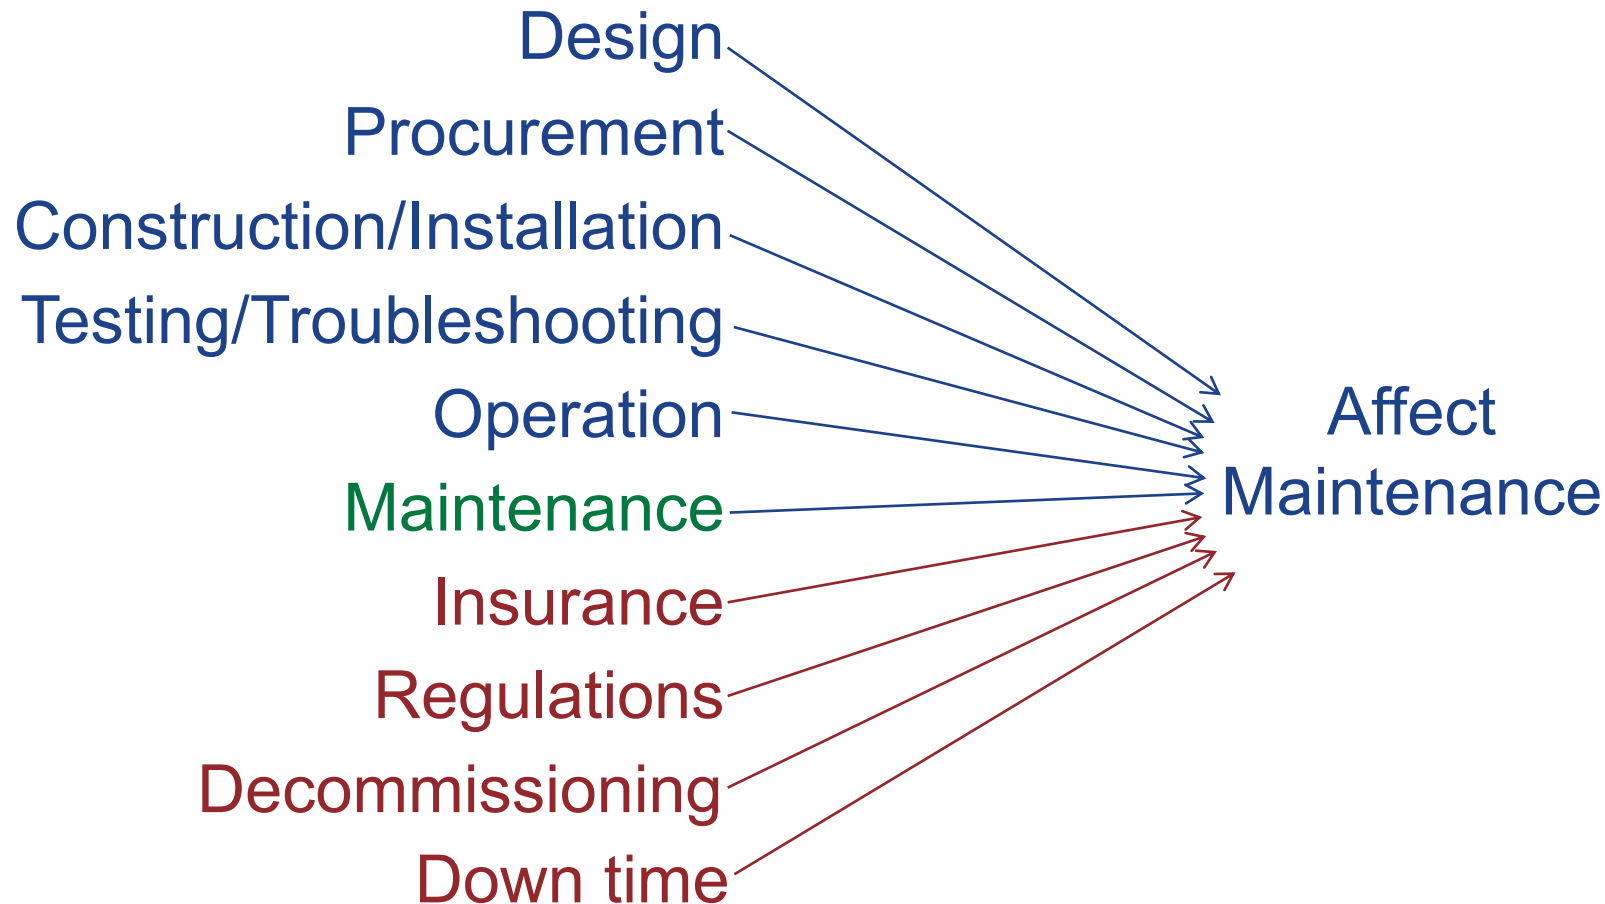 Design
Procurement
Construction/Installation
Testing/Troubleshooting
Operation
Maintenance
Insurance
Regulations
Decommissioning
Down time
Affect
Maintenance